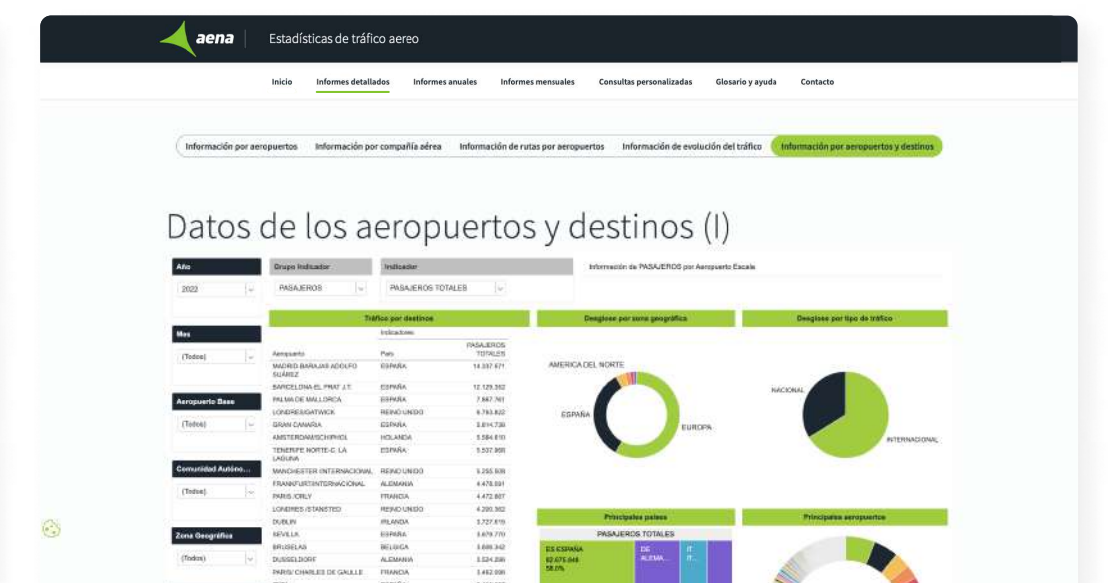 aena
Estadísticas de tráfico aereo
Inicio Informes detallados Informes anuales Informes mensuales Consultas personalizadas Glosario y ayuda Contacto
Información por aeropuertos Información por compañía aérea Información de rutas por aeropuertos Información de evolución del tráfico Información por aeropuertos y destinos
Datos de los aeropuertos y destinos (I)
Año Grupo Indicador Indicador Información de PASAJEROS por Aeropuerto Escala
2022 PASAJEROS PASAJEROS TOTALES
Tráfico por destinos Desglose por zona geográfica Desglose por tipo de tráfico
Mes
(Todos)
Indicadores
PASAJEROS
TOTALES
Aeropuerto País
MADRID-BARAJAS ADOLFO
SUÁREZ
ESPAÑA
BARCELONA-EL PRAT J.T. ESPAÑA 12.129.362
PALMA DE MALLORCA ESPAÑA
LONDRES/GATWICK REINO UNIDO
GRAN CANARIA ESPAÑA
AMSTERDAM/SCHIPHOL HOLANDA
TENERIFE NORTE-C. LA
LAGUNA
ESPAÑA
MANCHESTER /INTERNACIONAL REINO UNIDO
FRANKFURT/INTERNACIONAL ALEMANIA
PARIS /ORLY FRANCIA
LONDRES /STANSTED REINO UNIDO
DUBLIN IRLANDA
SEVILLA ESPAÑA
BRUSELAS BELGICA
DUSSELDORF ALEMANIA
PARIS/ CHARLES DE GAULLE FRANCIA
Aeropuerto Base
(Todos)
Comunidad Autóno...
(Todos)
Zona Geográfica
(Todos)
AMERICA DEL NORTE
ESPAÑA
EUROPA
NACIONAL
INTERNACIONAL
Principales países Principales aeropuertos
PASAJEROS TOTALES
ES ESPAÑA
DE
ALEMA...
IT
IT...